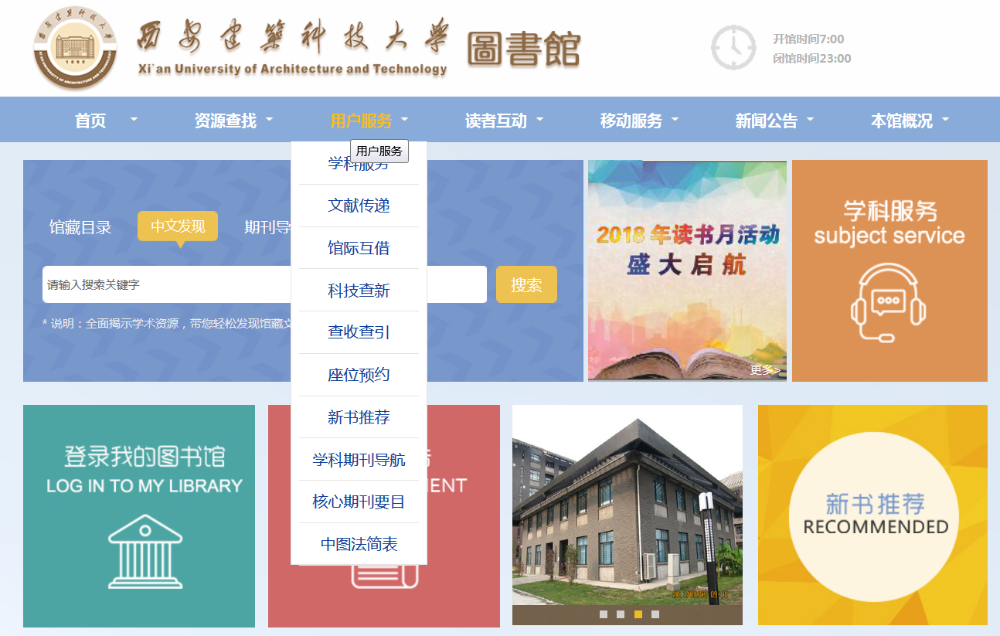 西安建筑科技大学 圖書館
Xi`an University of Architecture and Technology
1895
开馆时间7:00
闭馆时间23:00
首页 资源查找 用户服务 读者互动 移动服务 新闻公告 本馆概况
用户服务
学科服务
文献传递
馆际互借
科技查新
查收查引
座位预约
新书推荐
学科期刊导航
核心期刊要目
中图法简表
馆藏目录 中文发现 期刊导
请输入搜索关键字 搜索
* 说明：全面揭示学术资源，带您轻松发现馆藏文
2018 年读书月活动
盛大启航
更多>
学科服务
subject service
登录我的图书馆
LOG IN TO MY LIBRARY
ENT
新书推荐
RECOMMENDED